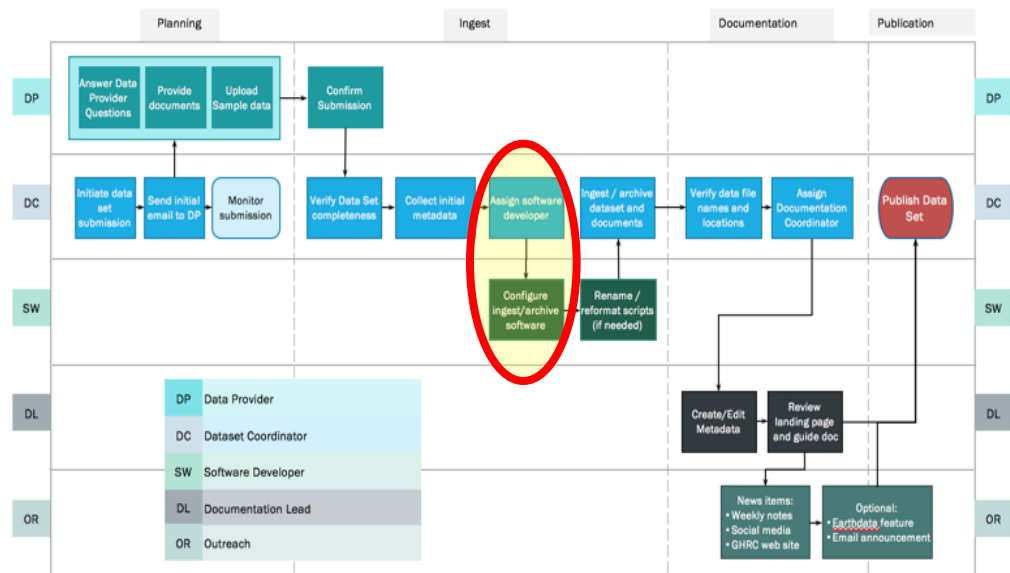 Planning
Ingest
Documentation
Publication
DP
Answer Data
Provider
Questions
Provide
documents
Upload
Sample data
Confirm
Submission
DP
DC
Initiate data
set
submission
Send initial
email to DP
Monitor
submission
Verify Data Set
completeness
Collect initial
metadata
Assign software
developer
Ingest / archive
dataset and
documents
Verify data file
names and
locations
Assign
Documentation
Coordinator
Publish Data
Set
DC
SW
Configure
ingest/archive
software
Rename /
reformat scripts
(if needed)
SW
DL
Create/Edit
Metadata
Review
landing page
and guide doc
DL
DP Data Provider
DC Dataset Coordinator
SW Software Developer
DL Documentation Lead
OR Outreach
OR
News items:
• Weekly notes
• Social media
• GHRC web site
Optional:
• Earthdata feature
• Email announcement
OR